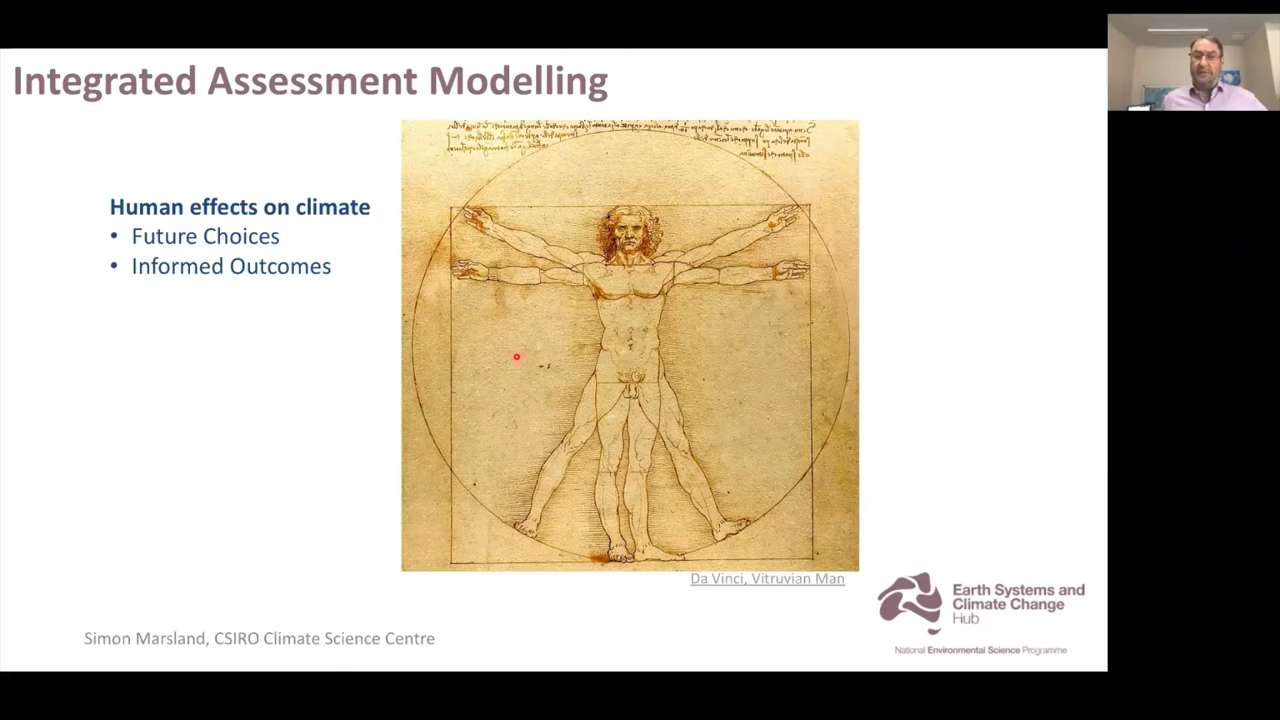 Integrated Assessment Modelling
Human effects on climate
• Future Choices
• Informed Outcomes
Da Vinci, Vitruvian Man
Earth Systems and
Climate Change
Hub
National Environmental Science Programme
Simon Marsland, CSIRO Climate Science Centre